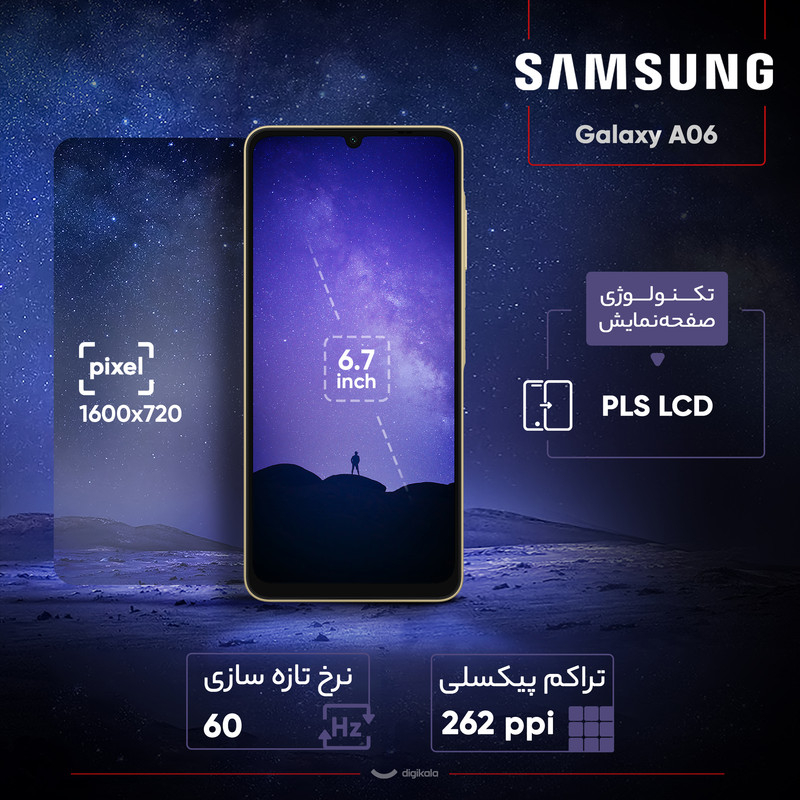 SAMSUNG
Galaxy A06
تکنولوژی
صفحه‌نمایش
PLS LCD
6.7
inch
pixel
1600x720
تراکم پیکسلی
262 ppi
نرخ تازه سازی
60
Hz
digikala